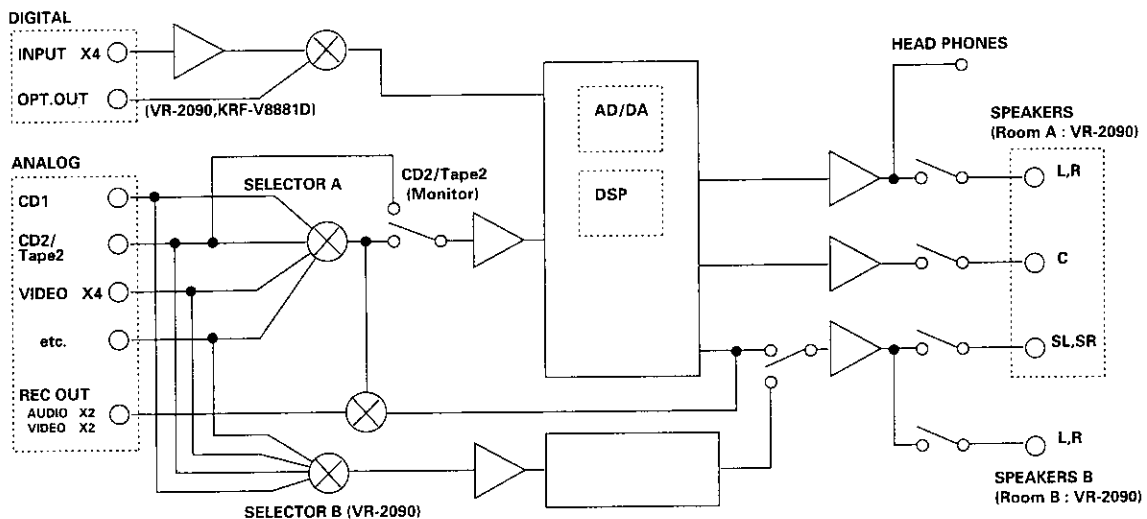 DIGITAL
INPUT X4
OPT.OUT
(VR-2090,KRF-V8881D)
HEAD PHONES
SPEAKERS
(Room A : VR-2090)
AD/DA
DSP
L,R
C
SL,SR
L,R
SPEAKERS B
(Room B : VR-2090)
ANALOG
CD1
CD2/
Tape2
VIDEO X4
etc.
REC OUT
AUDIO X2
VIDEO X2
SELECTOR A
CD2/Tape2
(Monitor)
SELECTOR B (VR-2090)